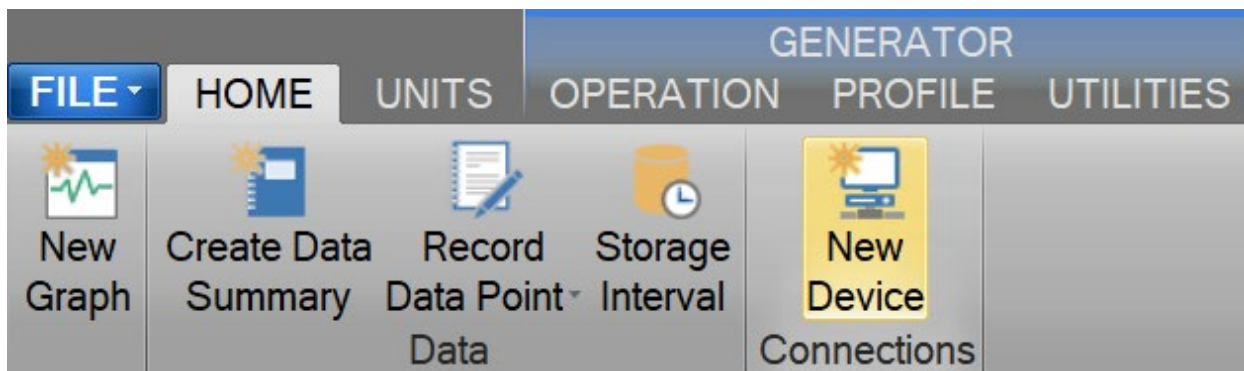 GENERATOR
FILE HOME UNITS OPERATION PROFILE UTILITIES
New Graph
Create Data Summary
Record Data Point
Storage Interval
New Device
Data
Connections